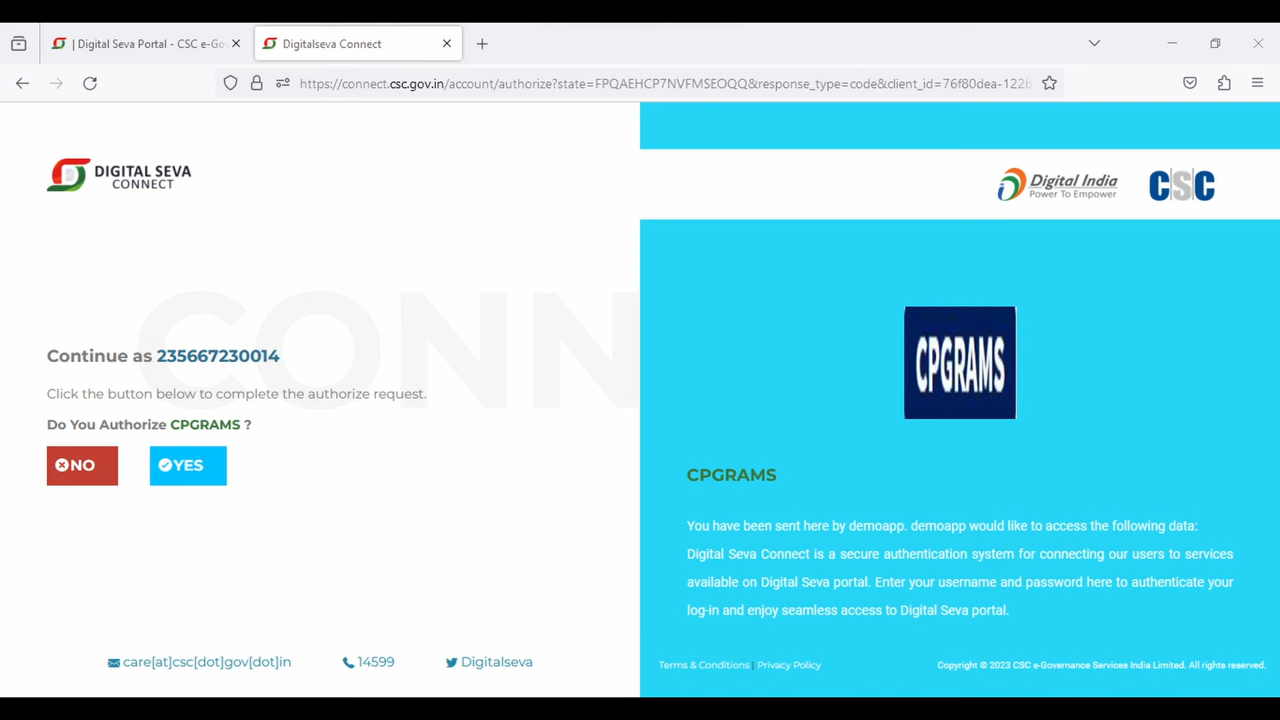 | Digital Seva Portal - CSC e-Go
Digitalseva Connect
https://connect.csc.gov.in/account/authorize?state=FPQAEHCP7NVFMSEOQQ&response_type=code&client_id=76f80dea-122b
DIGITAL SEVA
CONNECT
Digital India
Power To Empower
CSC
CONN
Continue as 235667230014
Click the button below to complete the authorize request.
Do You Authorize CPGRAMS ?
NO
YES
CPGRAMS
CPGRAMS
You have been sent here by demoapp. demoapp would like to access the following data:
Digital Seva Connect is a secure authentication system for connecting our users to services
available on Digital Seva portal. Enter your username and password here to authenticate your
log-in and enjoy seamless access to Digital Seva portal.
care[at]csc[dot]gov[dot]in
14599
Digitalseva
Terms & Conditions | Privacy Policy
Copyright © 2023 CSC e-Governance Services India Limited. All rights reserved.